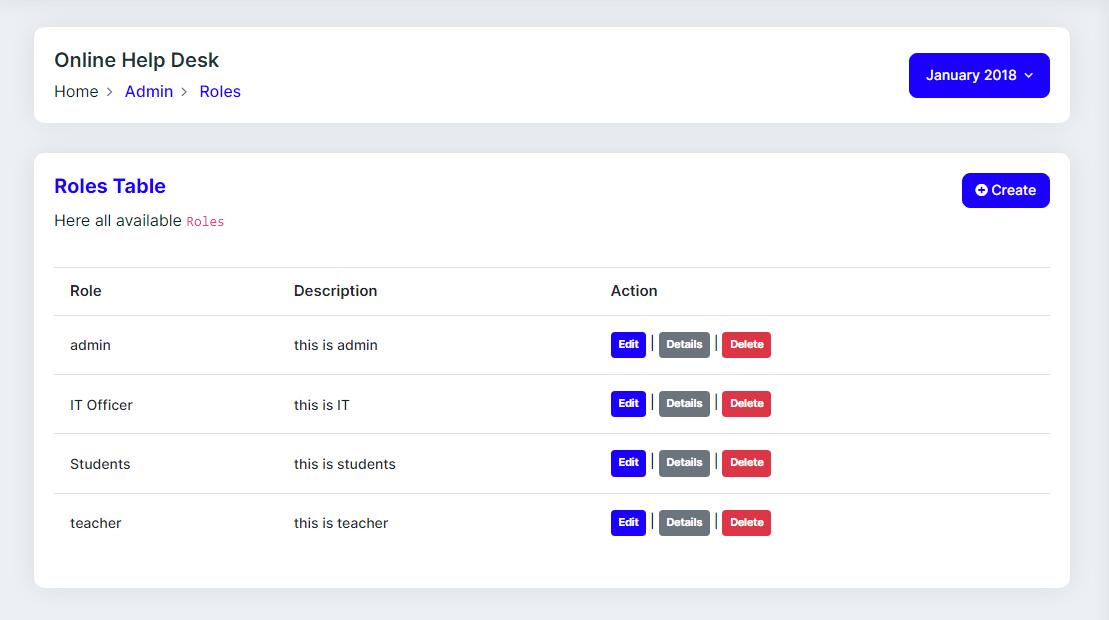 Online Help Desk
Home > Admin > Roles
January 2018
Roles Table
Create
Here all available Roles
Role Description Action
admin this is admin Edit | Details | Delete
IT Officer this is IT Edit | Details | Delete
Students this is students Edit | Details | Delete
teacher this is teacher Edit | Details | Delete